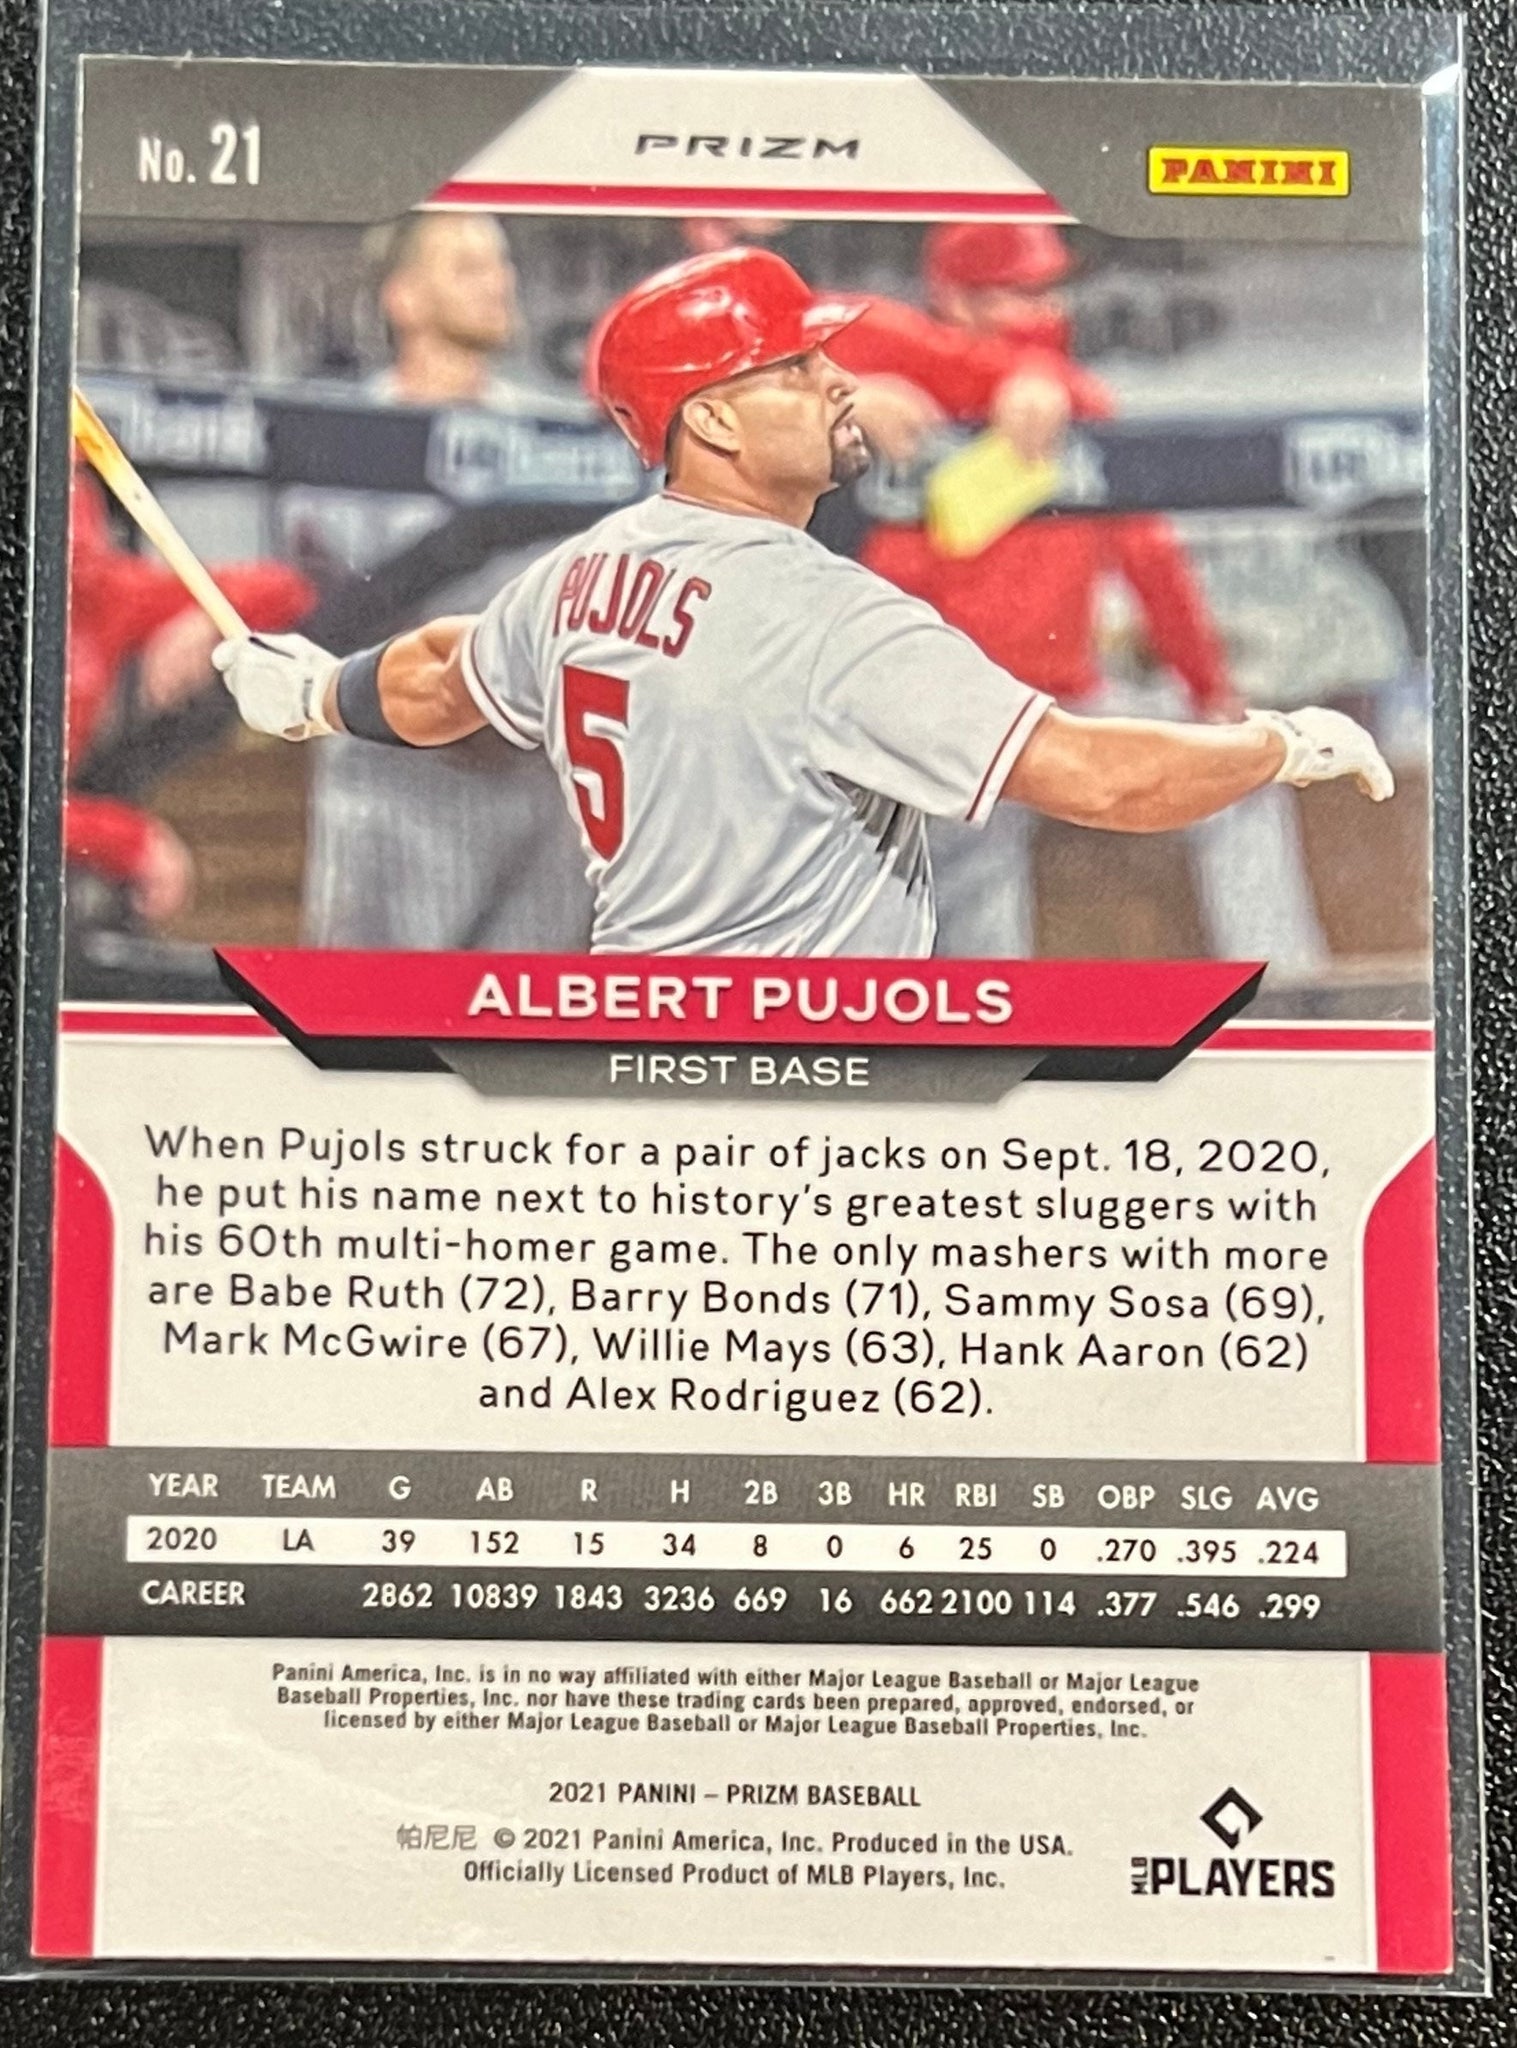 No. 21
PRIZM
PANINI
PUJOLS
5
ALBERT PUJOLS
FIRST BASE
When Pujols struck for a pair of jacks on Sept. 18, 2020,
he put his name next to history's greatest sluggers with
his 60th multi-homer game. The only mashers with more
are Babe Ruth (72), Barry Bonds (71), Sammy Sosa (69),
Mark McGwire (67), Willie Mays (63), Hank Aaron (62)
and Alex Rodriguez (62).
YEAR TEAM G AB R H 2B 3B HR RBI SB OBP SLG AVG
2020 LA 39 152 15 34 8 0 6 25 0 .270 .395 .224
CAREER 2862 10839 1843 3236 669 16 662 2100 114 .377 .546 .299
Panini America, Inc. is in no way affiliated with either Major League Baseball or Major League
Baseball Properties, Inc. nor have these trading cards been prepared, approved, endorsed, or
licensed by either Major League Baseball or Major League Baseball Properties, Inc.
2021 PANINI – PRIZM BASEBALL
帕尼尼 © 2021 Panini America, Inc. Produced in the USA.
Officially Licensed Product of MLB Players, Inc.
MLB PLAYERS